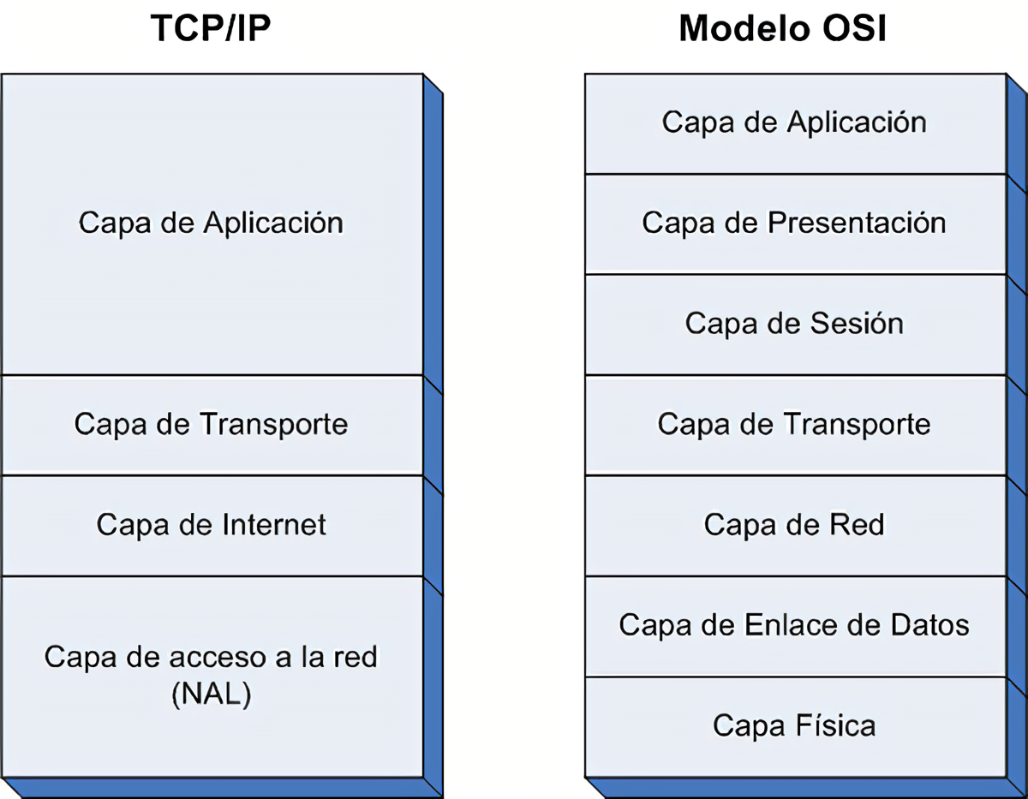 TCP/IP
Capa de Aplicación
Capa de Transporte
Capa de Internet
Capa de acceso a la red
(NAL)
Modelo OSI
Capa de Aplicación
Capa de Presentación
Capa de Sesión
Capa de Transporte
Capa de Red
Capa de Enlace de Datos
Capa Física